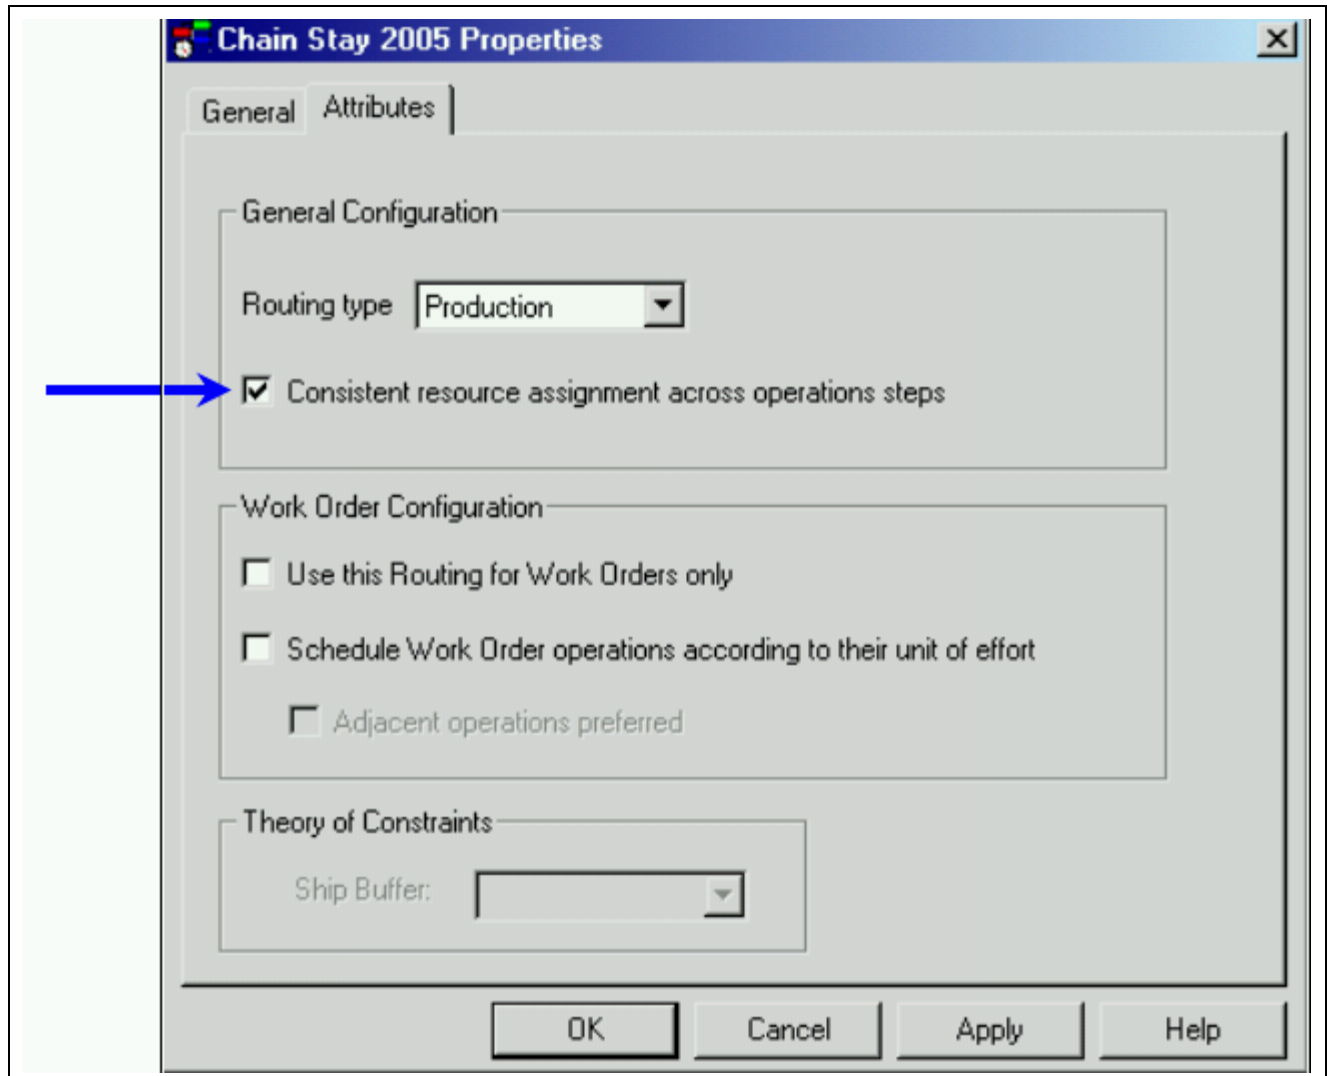 Chain Stay 2005 Properties
General
Attributes
General Configuration
Routing type
Production
Consistent resource assignment across operations steps
Work Order Configuration
Use this Routing for Work Orders only
Schedule Work Order operations according to their unit of effort
Adjacent operations preferred
Theory of Constraints
Ship Buffer:
OK
Cancel
Apply
Help